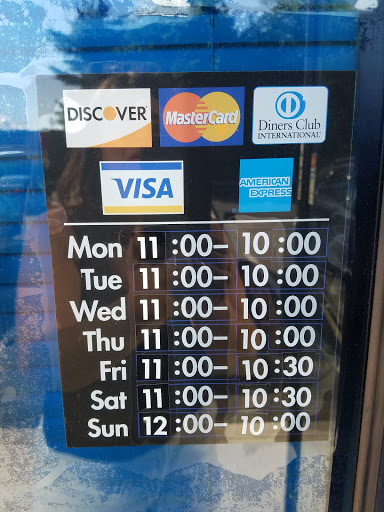 DISCOVER MasterCard Diners Club
INTERNATIONAL
VISA AMERICAN
EXPRESS
Mon 11 :00– 10 :00
Tue 11 :00– 10 :00
Wed 11 :00– 10 :00
Thu 11 :00– 10 :00
Fri 11 :00– 10 :30
Sat 11 :00– 10 :30
Sun 12 :00– 10 :00